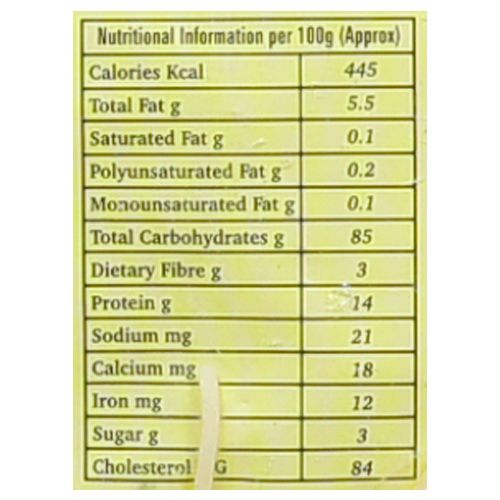 Nutritional Information per 100g (Approx)
Calories Kcal 445
Total Fat g 5.5
Saturated Fat g 0.1
Polyunsaturated Fat g 0.2
Monounsaturated Fat g 0.1
Total Carbohydrates g 85
Dietary Fibre g 3
Protein g 14
Sodium mg 21
Calcium mg 18
Iron mg 12
Sugar g 3
Cholesterol G 84